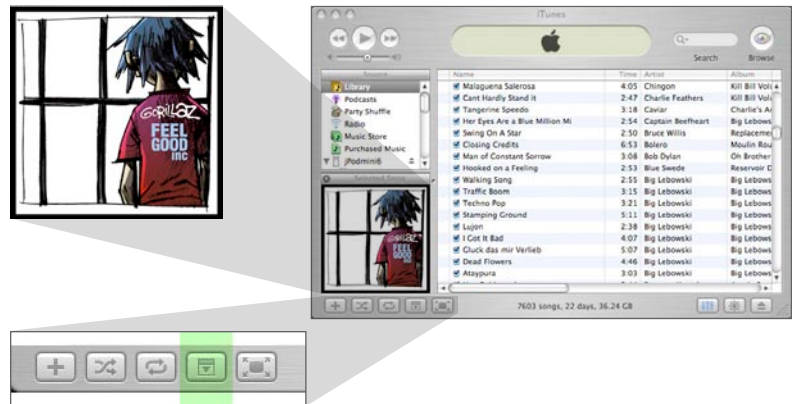 GORILLAZ
FEEL
GOOD
inc
iTunes
Search Browse
Source
Library
Podcasts
Party Shuffle
Radio
Music Store
Purchased Music
jPodmini6
Selected Song
Name Time Artist Album
Malaguena Salerosa 4:05 Chingon Kill Bill Vol
Cant Hardly Stand it 2:47 Charlie Feathers Kill Bill Vol
Tangerine Speedo 3:18 Caviar Charlie's A
Her Eyes Are a Blue Million Mi 2:54 Captain Beefheart Big Lebows
Swing On A Star 2:50 Bruce Willis Replaceme
Closing Credits 6:53 Bolero Moulin Rou
Man of Constant Sorrow 3:08 Bob Dylan Oh Brother
Hooked on a Feeling 2:53 Blue Swede Reservoir D
Walking Song 2:55 Big Lebowski Big Lebows
Traffic Boom 3:15 Big Lebowski Big Lebows
Techno Pop 3:21 Big Lebowski Big Lebows
Stamping Ground 5:11 Big Lebowski Big Lebows
Lujon 2:38 Big Lebowski Big Lebows
I Got It Bad 4:07 Big Lebowski Big Lebows
Gluck das mir Verlieb 5:07 Big Lebowski Big Lebows
Dead Flowers 4:46 Big Lebowski Big Lebows
Ataypura 3:03 Big Lebowski Big Lebows
GORILLAZ
FEEL
GOOD
inc
7603 songs, 22 days, 36.24 GB